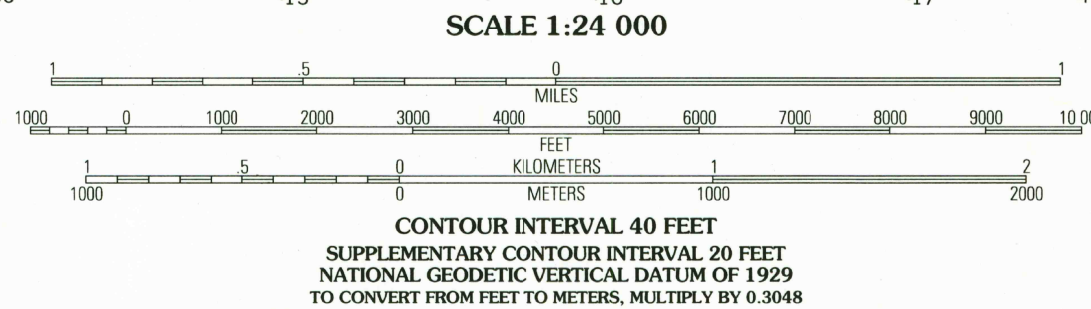 SCALE 1:24 000
1 .5 0 1
MILES
1000 0 1000 2000 3000 4000 5000 6000 7000 8000 9000
FEET
1 .5 0 KILOMETERS 1 2
1000 0 METERS 1000 2000
CONTOUR INTERVAL 40 FEET
SUPPLEMENTARY CONTOUR INTERVAL 20 FEET
NATIONAL GEODETIC VERTICAL DATUM OF 1929
TO CONVERT FROM FEET TO METERS, MULTIPLY BY 0.3048